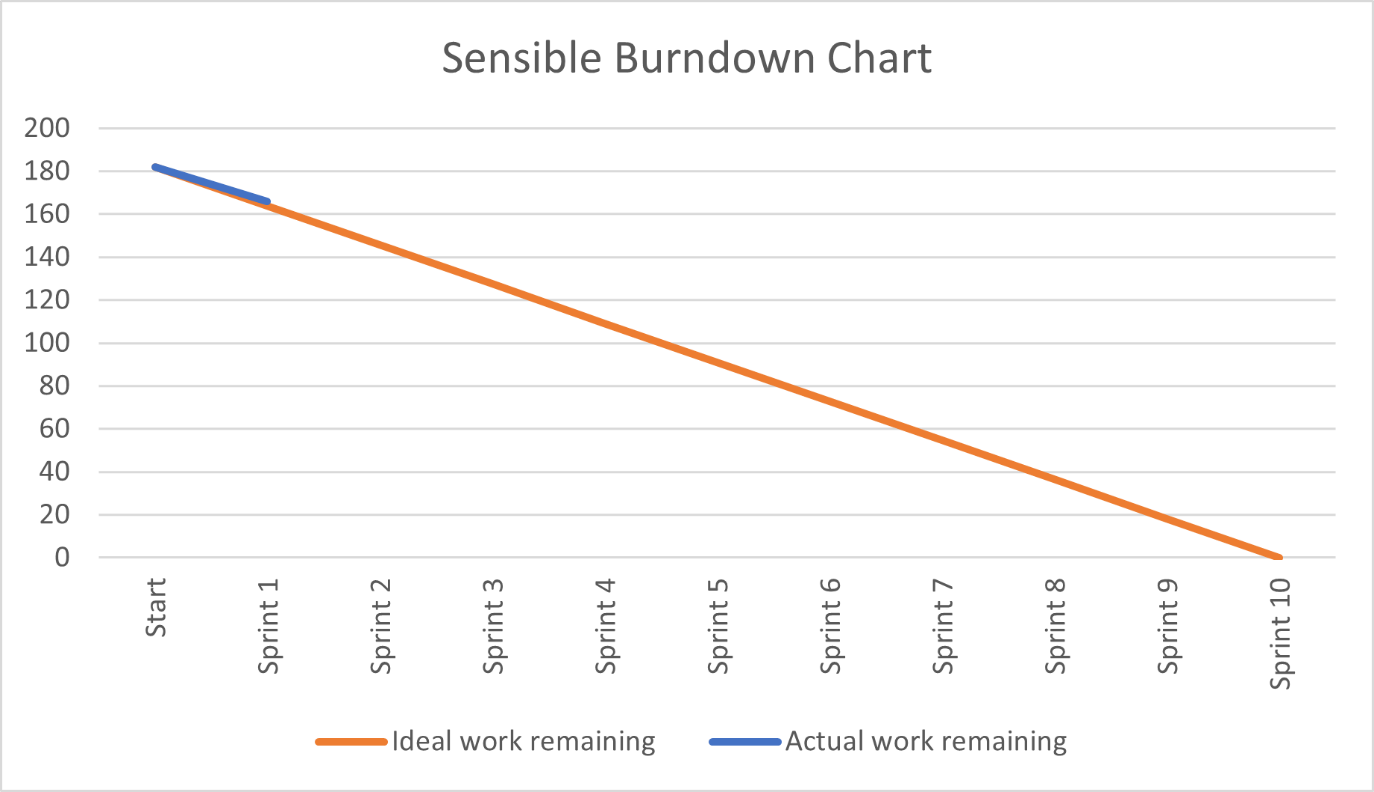 Sensible Burndown Chart
200
180
160
140
120
100
80
60
40
20
0
Start
Sprint 1
Sprint 2
Sprint 3
Sprint 4
Sprint 5
Sprint 6
Sprint 7
Sprint 8
Sprint 9
Sprint 10
Ideal work remaining
Actual work remaining